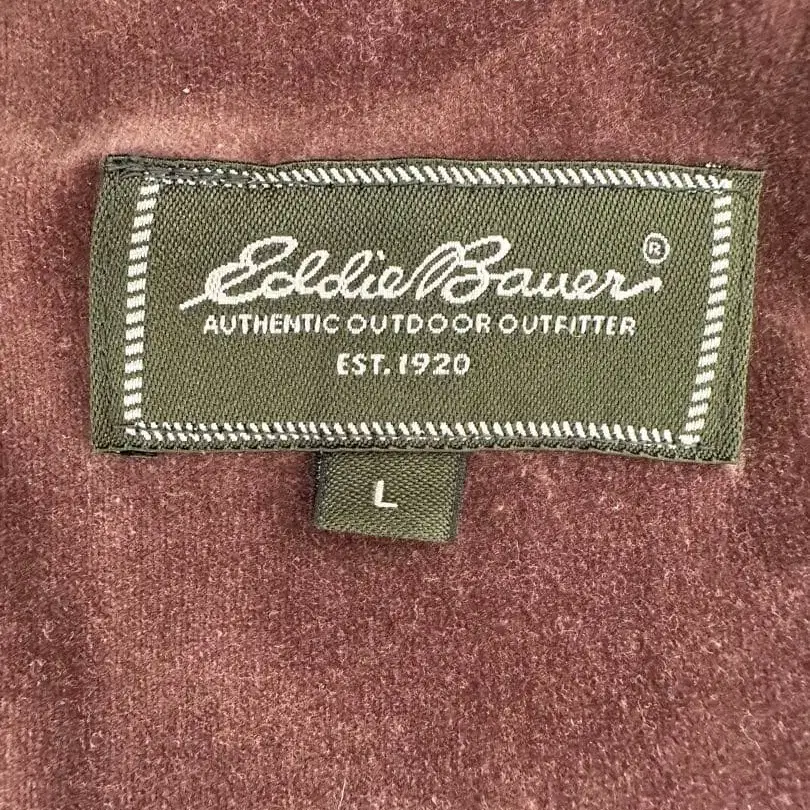 Eddie Bauer ®
AUTHENTIC OUTDOOR OUTFITTER
EST. 1920
L